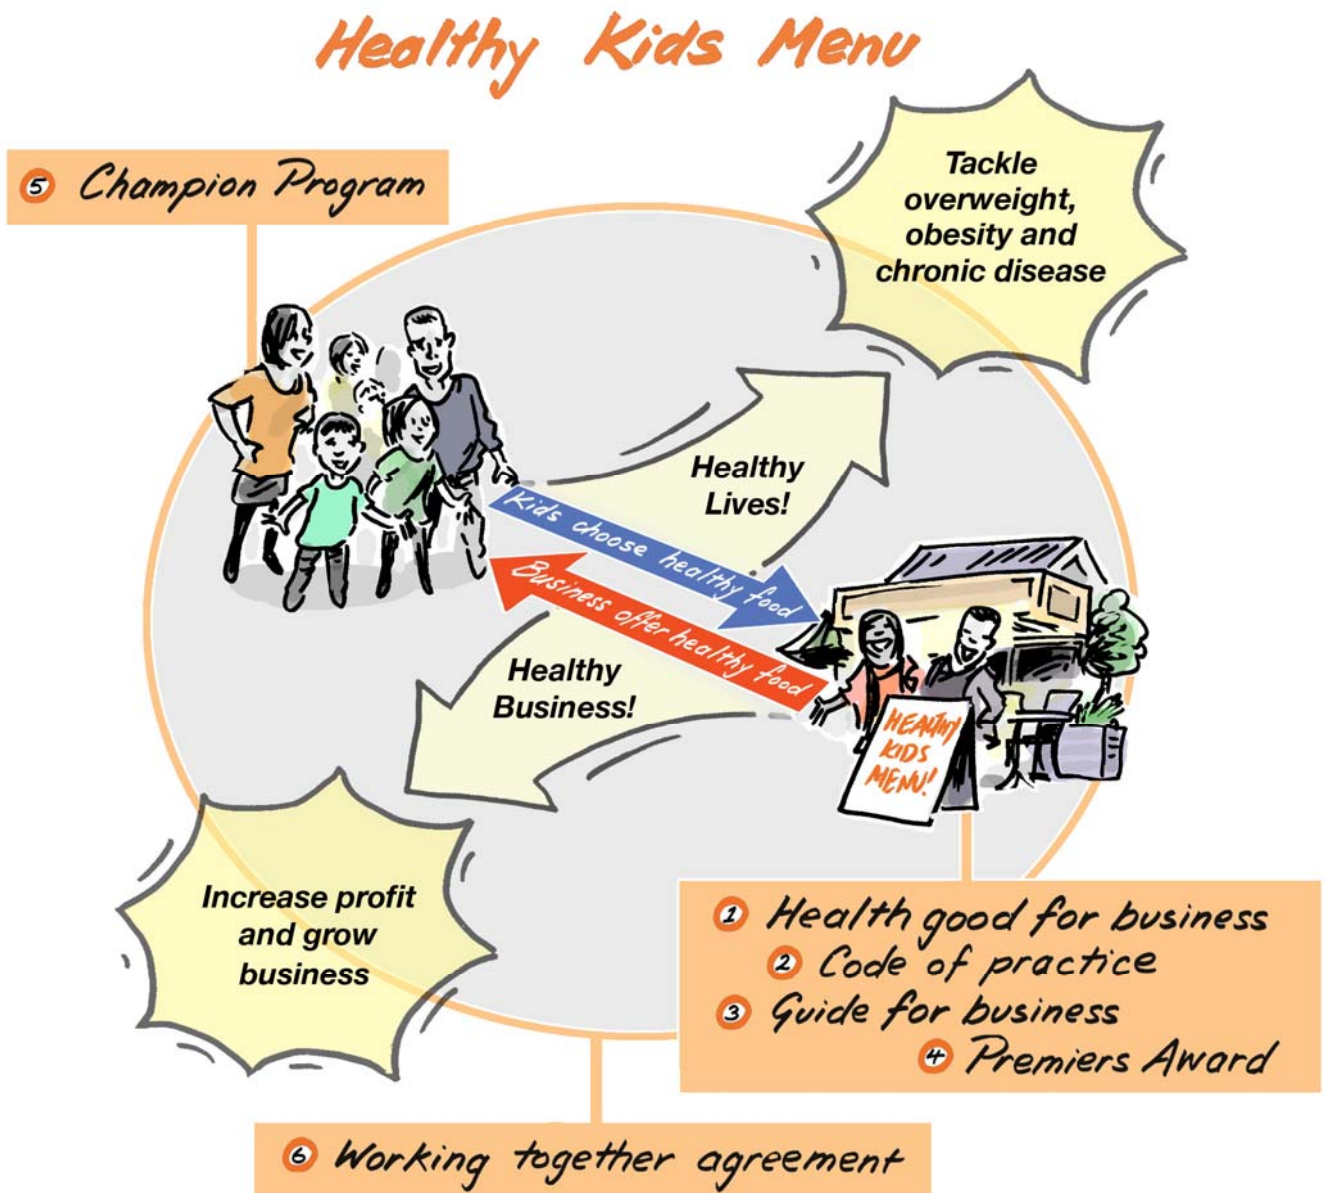 Healthy Kids Menu
5 Champion Program
Tackle
overweight,
obesity and
chronic disease
Healthy
Lives!
Kids choose healthy food
Business offer healthy food
Healthy
Business!
HEALTHY
KIDS
MENU!
Increase profit
and grow
business
1 Health good for business
2 Code of practice
3 Guide for business
4 Premiers Award
6 Working together agreement